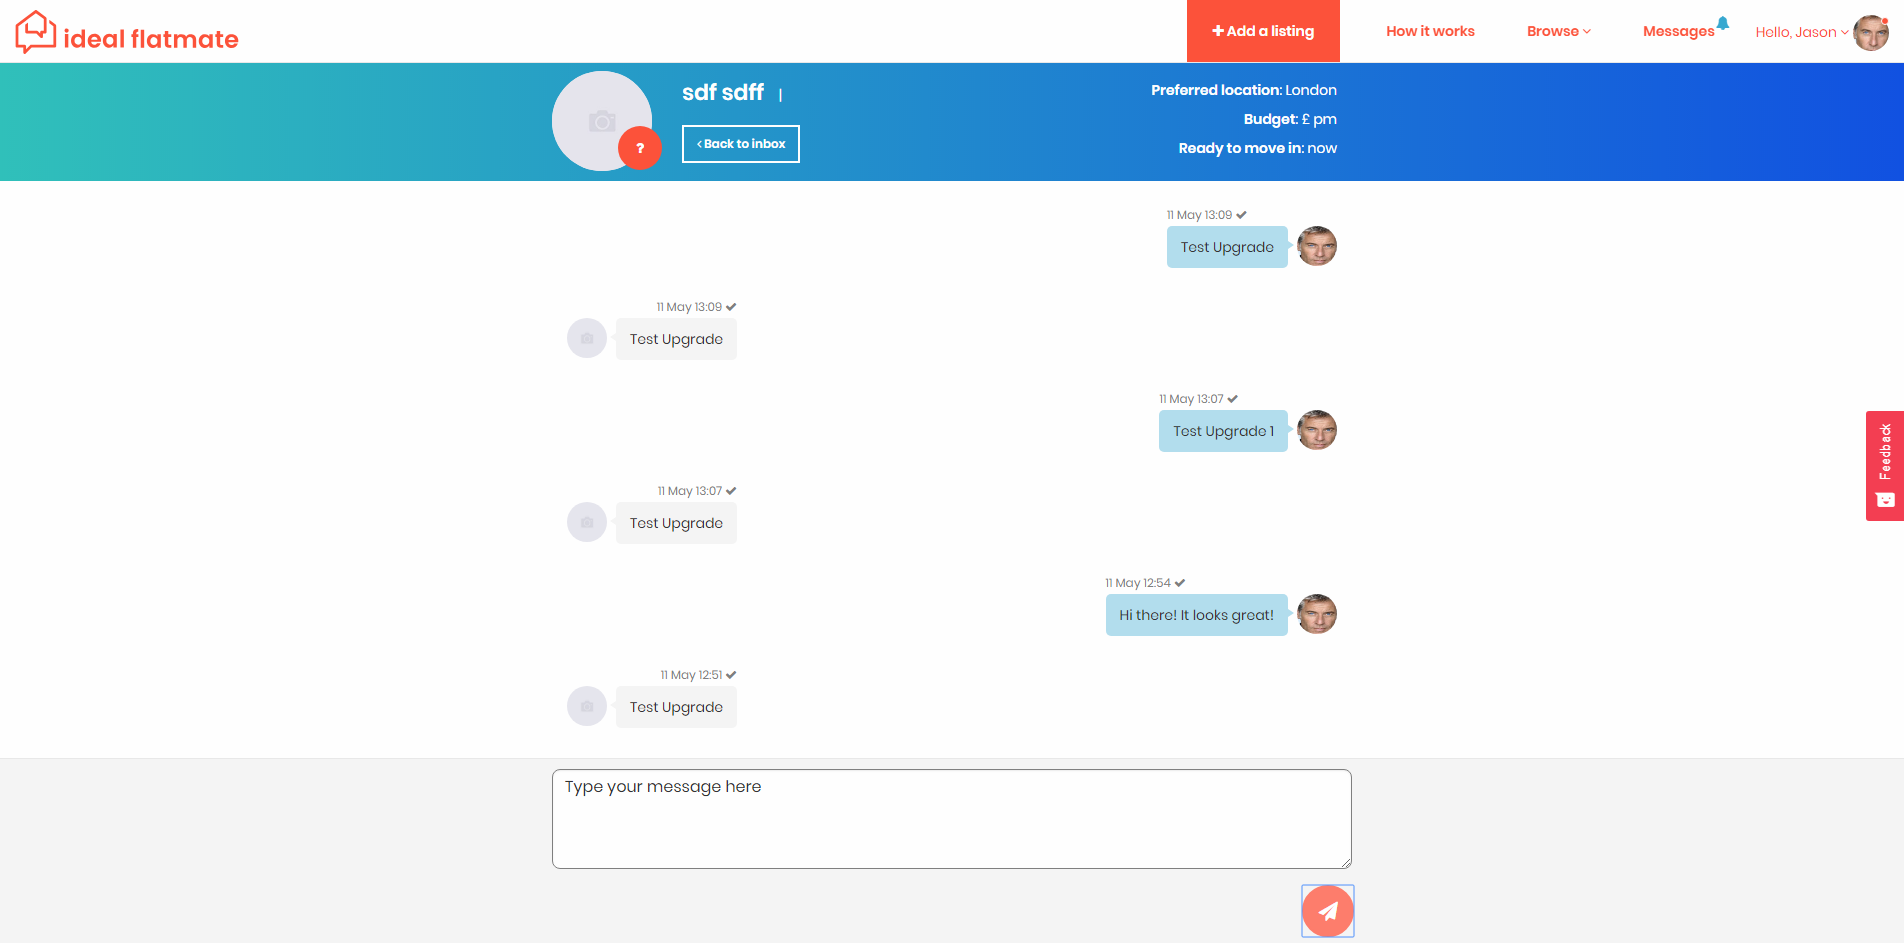 ideal flatmate
Add a listing
How it works
Browse
Messages
Hello, Jason
sdf sdff |
?
Back to inbox
Preferred location: London
Budget: £ pm
Ready to move in: now
11 May 13:09
Test Upgrade
11 May 13:09
Test Upgrade
11 May 13:07
Test Upgrade 1
11 May 13:07
Test Upgrade
11 May 12:54
Hi there! It looks great!
11 May 12:51
Test Upgrade
Feedback
Type your message here